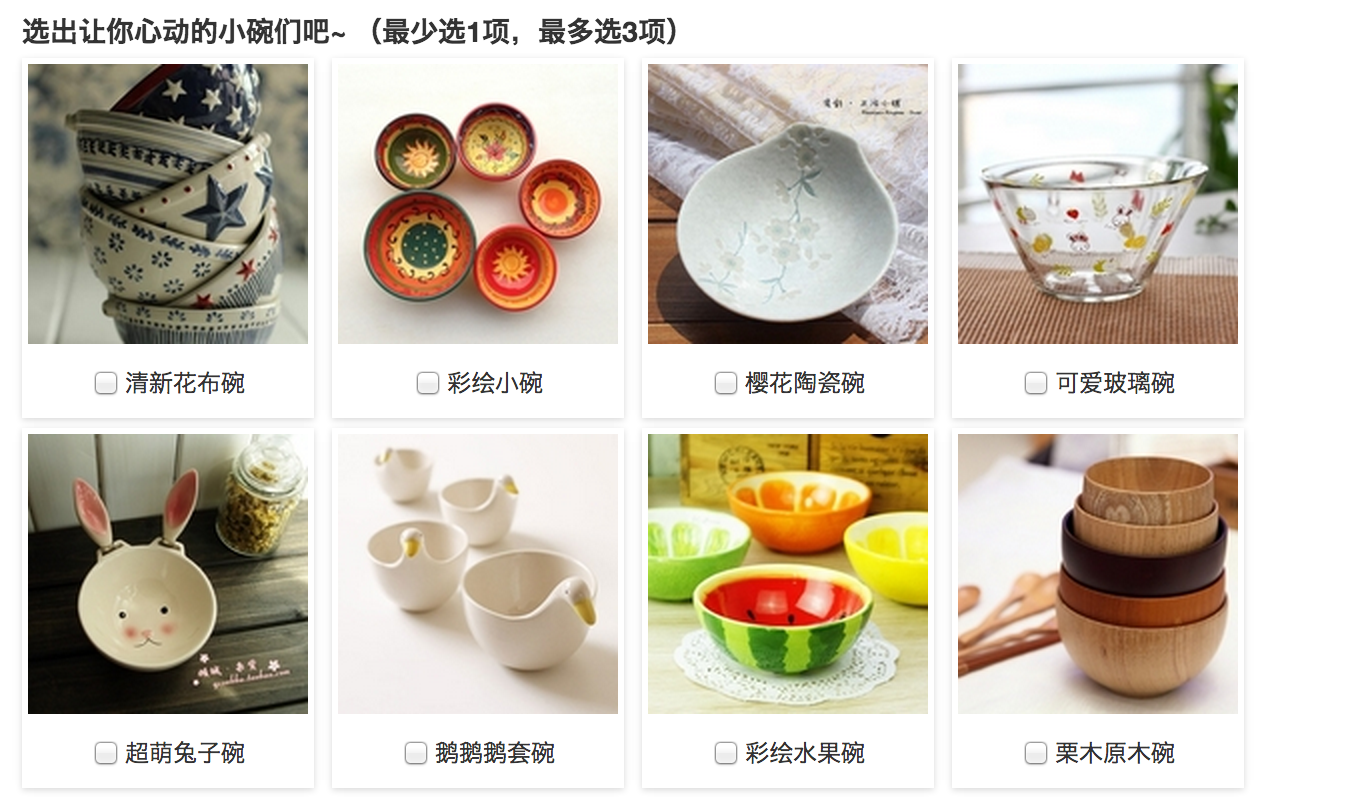 选出让你心动的小碗们吧~ （最少选1项，最多选3项）
清新花布碗
彩绘小碗
樱花陶瓷碗
可爱玻璃碗
超萌兔子碗
鹅鹅鹅套碗
彩绘水果碗
栗木原木碗